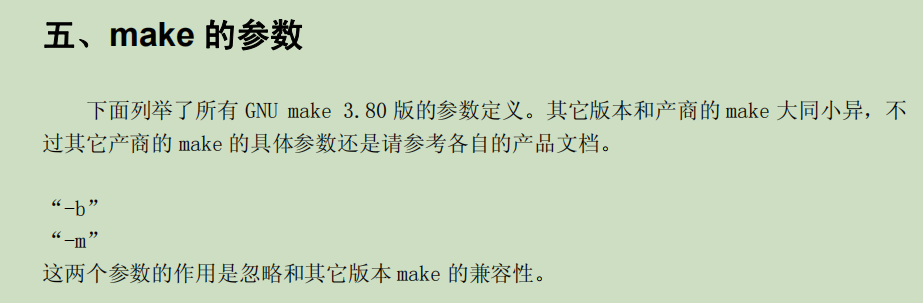 五、make 的参数
下面列举了所有 GNU make 3.80 版的参数定义。其它版本和产商的 make 大同小异，不
过其它产商的 make 的具体参数还是请参考各自的产品文档。
“-b”
“-m”
这两个参数的作用是忽略和其它版本 make 的兼容性。